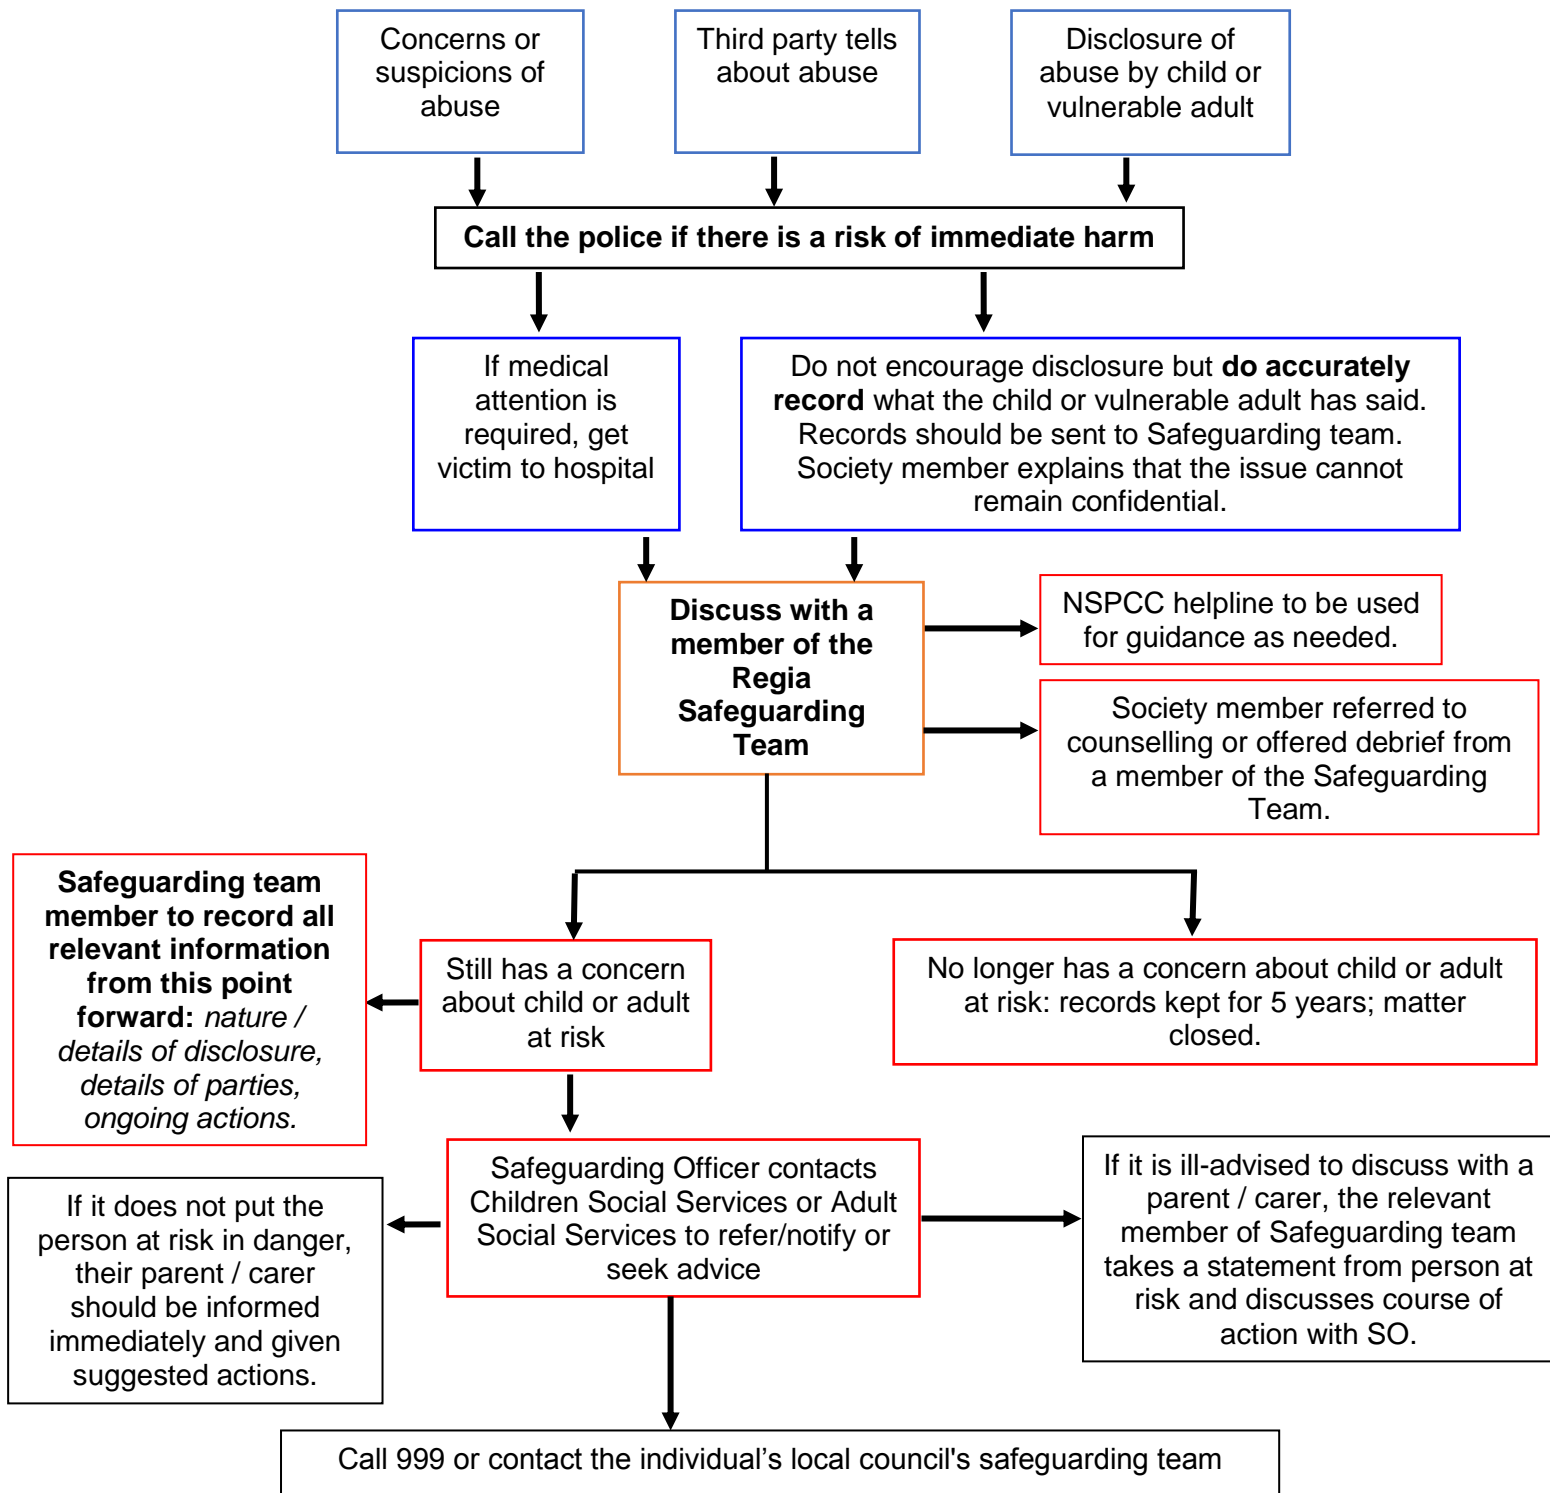 Concerns or
suspicions of
abuse
Third party tells
about abuse
Disclosure of
abuse by child or
vulnerable adult
Call the police if there is a risk of immediate harm
If medical
attention is
required, get
victim to hospital
Do not encourage disclosure but do accurately
record what the child or vulnerable adult has said.
Records should be sent to Safeguarding team.
Society member explains that the issue cannot
remain confidential.
Discuss with a
member of the
Regia
Safeguarding
Team
NSPCC helpline to be used
for guidance as needed.
Society member referred to
counselling or offered debrief from
a member of the Safeguarding
Team.
Safeguarding team
member to record all
relevant information
from this point
forward: nature /
details of disclosure,
details of parties,
ongoing actions.
Still has a concern
about child or adult
at risk
No longer has a concern about child or adult
at risk: records kept for 5 years; matter
closed.
If it does not put the
person at risk in danger,
their parent / carer
should be informed
immediately and given
suggested actions.
Safeguarding Officer contacts
Children Social Services or Adult
Social Services to refer/notify or
seek advice
If it is ill-advised to discuss with a
parent / carer, the relevant
member of Safeguarding team
takes a statement from person at
risk and discusses course of
action with SO.
Call 999 or contact the individual’s local council's safeguarding team